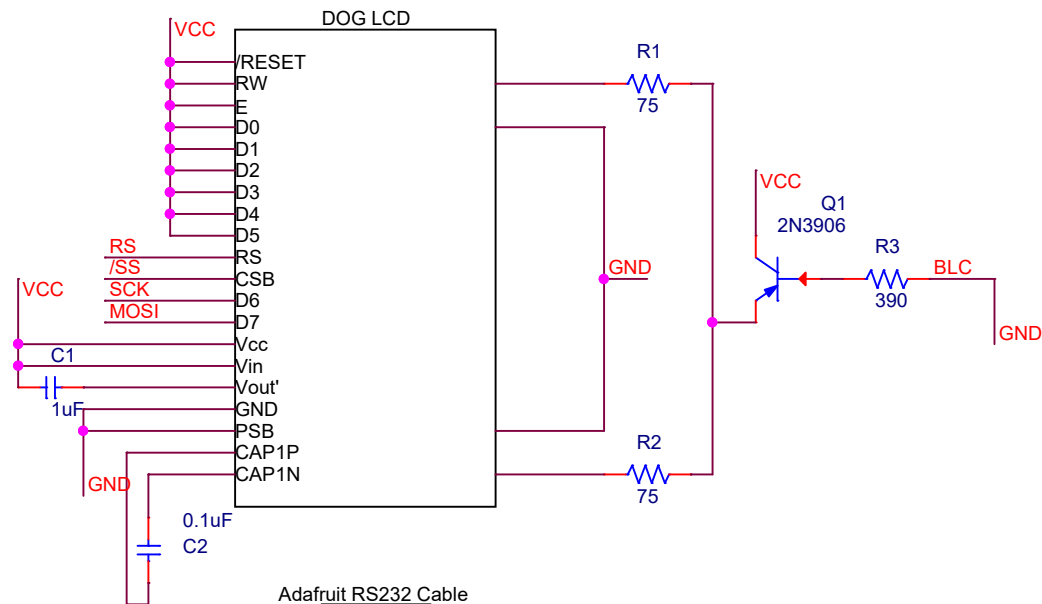 DOG LCD
VCC
/RESET
RW
E
D0
D1
D2
D3
D4
D5
RS
RS
/SS
CSB
SCK
D6
MOSI
D7
VCC
Vcc
Vin
C1
Vout'
1uF
GND
PSB
CAP1P
CAP1N
GND
0.1uF
C2
R1
75
GND
R2
75
VCC
Q1
2N3906
R3
390
BLC
GND
Adafruit RS232 Cable